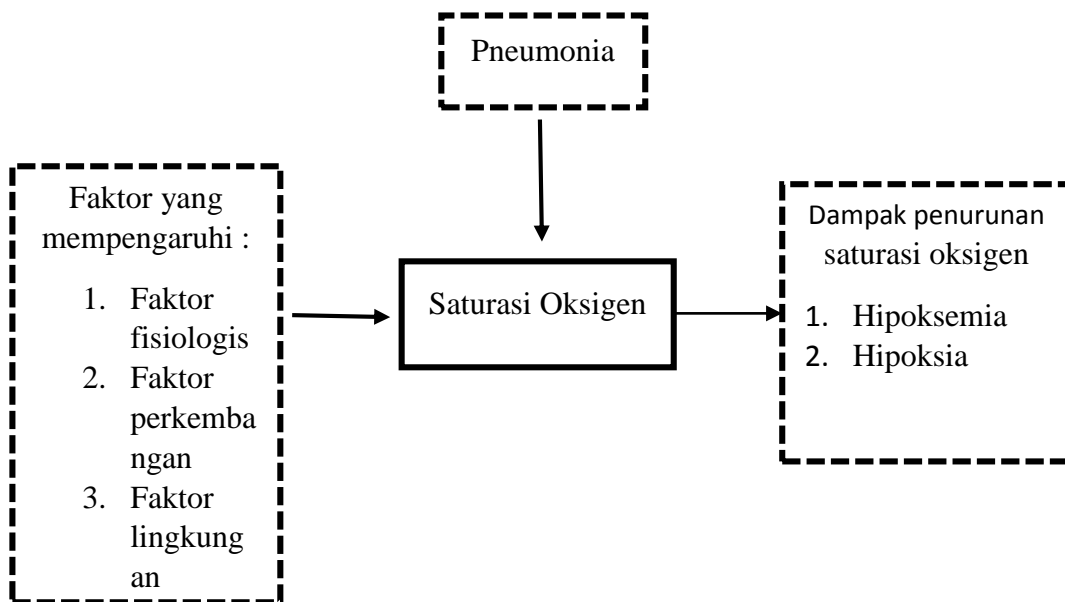 Pneumonia
Faktor yang
mempengaruhi :
1. Faktor
fisiologis
2. Faktor
perkemba
ngan
3. Faktor
lingkung
an
Saturasi Oksigen
Dampak penurunan
saturasi oksigen
1. Hipoksemia
2. Hipoksia